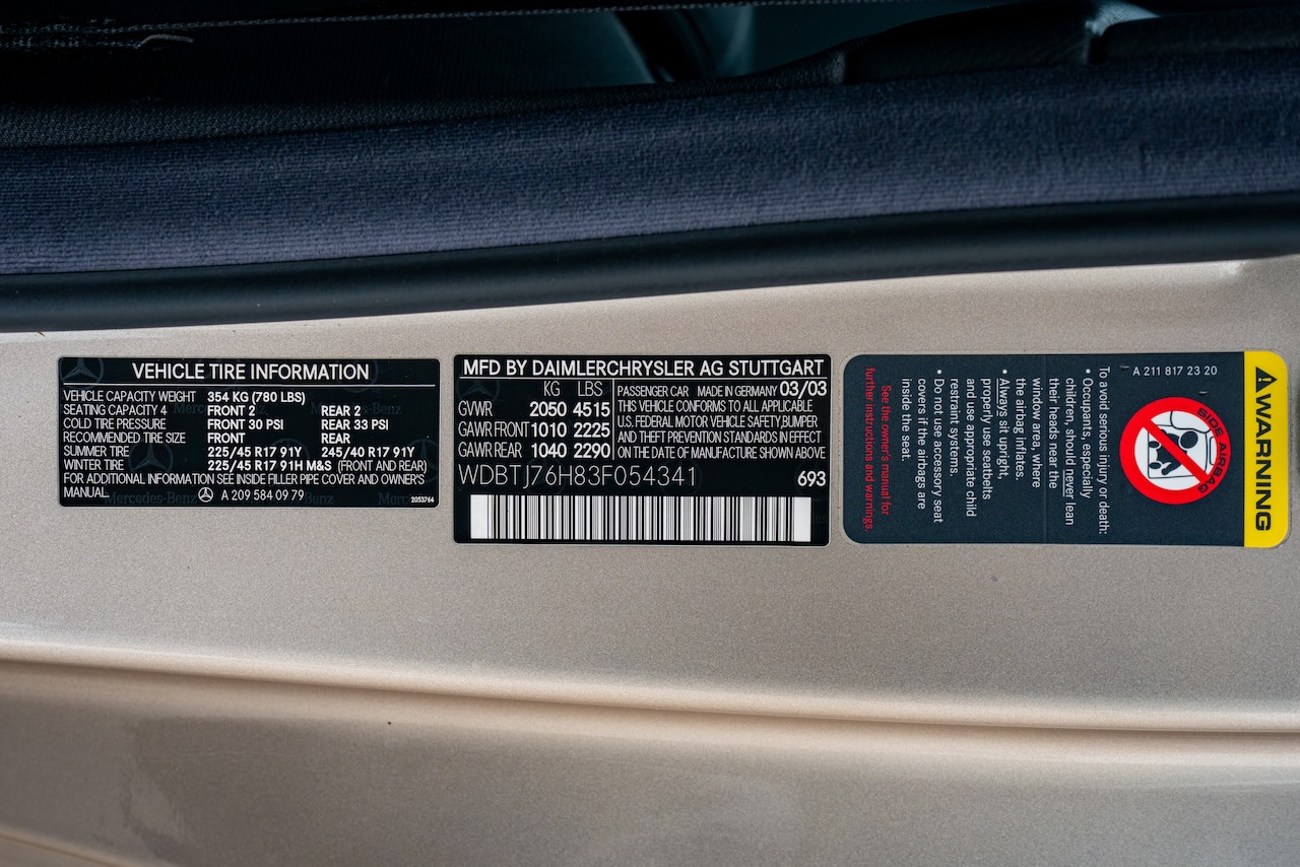 VEHICLE TIRE INFORMATION
VEHICLE CAPACITY WEIGHT 354 KG (780 LBS)
SEATING CAPACITY 4 FRONT 2 REAR 2
COLD TIRE PRESSURE FRONT 30 PSI REAR 33 PSI
RECOMMENDED TIRE SIZE FRONT REAR
SUMMER TIRE 225/45 R17 91Y 245/40 R17 91Y
WINTER TIRE 225/45 R17 91H M&S (FRONT AND REAR)
FOR ADDITIONAL INFORMATION SEE INSIDE FILLER PIPE COVER AND OWNER'S
MANUAL. A 209 584 09 79 2053764
Mercedes-Benz
MFD BY DAIMLERCHRYSLER AG STUTTGART
KG LBS
GVWR 2050 4515
GAWR FRONT 1010 2225
GAWR REAR 1040 2290
PASSENGER CAR MADE IN GERMANY 03/03
THIS VEHICLE CONFORMS TO ALL APPLICABLE
U.S. FEDERAL MOTOR VEHICLE SAFETY,BUMPER
AND THEFT PREVENTION STANDARDS IN EFFECT
ON THE DATE OF MANUFACTURE SHOWN ABOVE
WDBTJ76H83F054341 693
WARNING
A 211 817 23 20
SIDE AIRBAG
To avoid serious injury or death:
• Occupants, especially
children, should never lean
their heads near the
window area, where
the airbag inflates.
• Always sit upright,
properly use seatbelts
and use appropriate child
restraint systems.
• Do not use accessory seat
covers if the airbags are
inside the seat.
See the owner's manual for
further instructions and warnings.